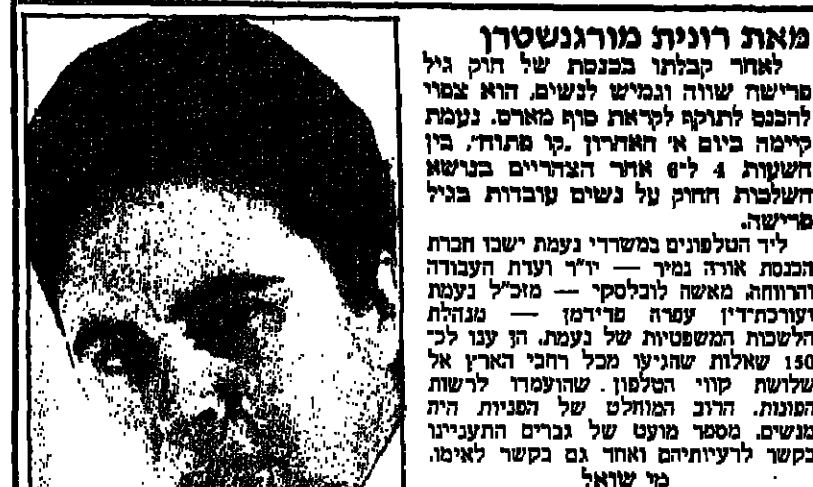 מאת רונית מורגנשטרן
לאחר קבלתו בכנסת של חוק גיל
פרישה שווה וגמיש לנשים, הוא צפוי
להכנס לתוקף לקראת סוף מארס. נעמת
קיימה ביום א' האחרון "קו פתוח", בין
השעות 4 ל־6 אחר הצהריים בנושא
השלכות החוק על נשים עובדות בגיל
פרישה.
ליד הטלפונים במשרדי נעמת ישבו חברת
הכנסת אורה נמיר — יו"ר ועדת העבודה
והרווחה, מאשה לובלסקי — מזכ"ל נעמת
ועורכת־דין עפרה פרידמן — מנהלת
הלשכות המשפטיות של נעמת. הן ענו לכ־
150 שאלות שהגיעו מכל רחבי הארץ אל
שלושת קווי הטלפון שהועמדו לרשות
הפונות. הרוב המוחלט של הפניות היה
מנשים. מספר מועט של גברים התעניינו
בקשר לרעיותיהם ואחד גם בקשר לאימו.
מי שואל